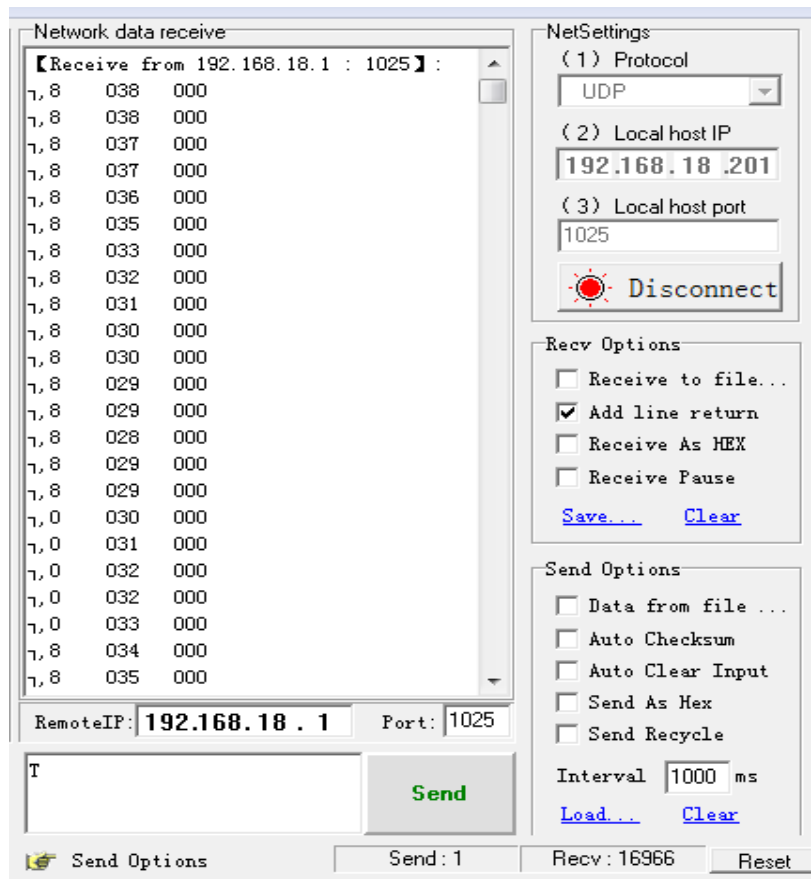 Network data receive
【Receive from 192.168.18.1 : 1025】:
┐,8 038 000
┐,8 038 000
┐,8 037 000
┐,8 037 000
┐,8 036 000
┐,8 035 000
┐,8 033 000
┐,8 032 000
┐,8 031 000
┐,8 030 000
┐,8 030 000
┐,8 029 000
┐,8 029 000
┐,8 028 000
┐,8 029 000
┐,8 029 000
┐,0 030 000
┐,0 031 000
┐,0 032 000
┐,0 032 000
┐,0 033 000
┐,8 034 000
┐,8 035 000
RemoteIP: 192.168.18 . 1 Port: 1025
T
Send
NetSettings
(1) Protocol
UDP
(2) Local host IP
192.168.18.201
(3) Local host port
1025
Disconnect
Recv Options
Receive to file...
Add line return
Receive As HEX
Receive Pause
Save... Clear
Send Options
Data from file ...
Auto Checksum
Auto Clear Input
Send As Hex
Send Recycle
Interval 1000 ms
Load... Clear
Send Options Send : 1 Recv : 16966 Reset